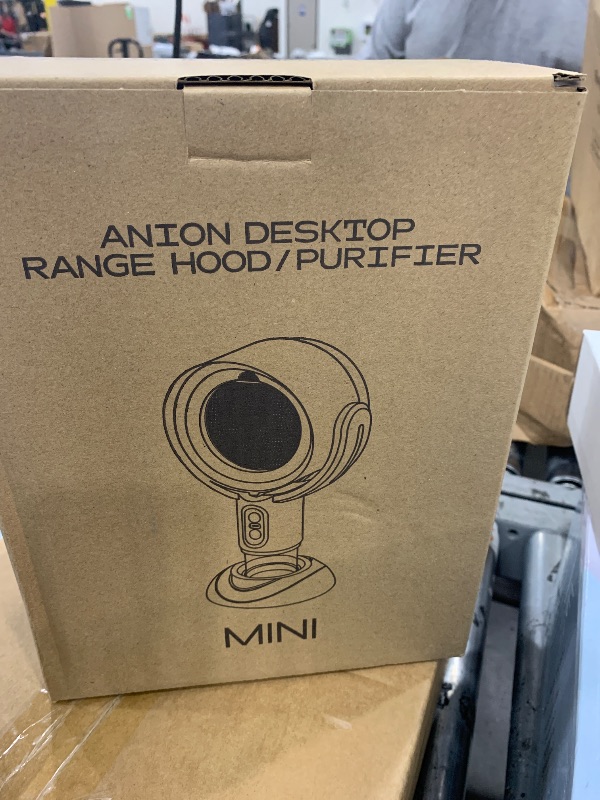 ANION DESKTOP
RANGE HOOD/PURIFIER
MINI